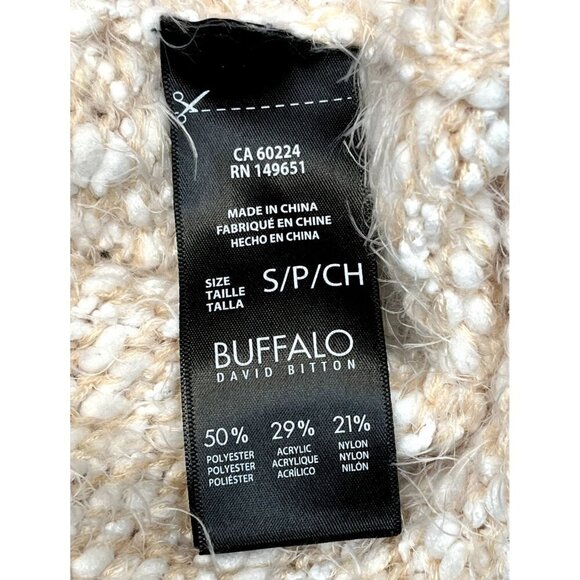 CA 60224
RN 149651
MADE IN CHINA
FABRIQUÉ EN CHINE
HECHO EN CHINA
SIZE
TAILLE
TALLA
S/P/CH
BUFFALO
DAVID BITTON
50% 29% 21%
POLYESTER ACRYLIC NYLON
POLYESTER ACRYLIQUE NYLON
POLIÉSTER ACRÍLICO NILÓN